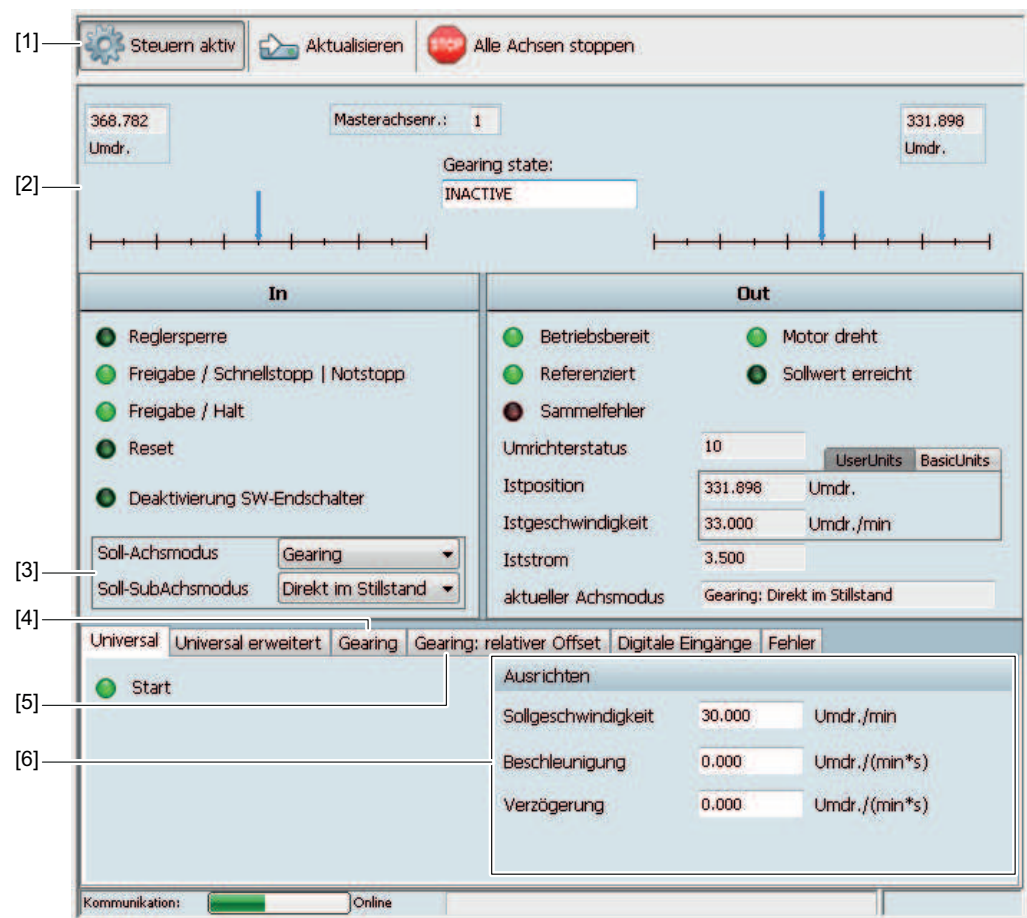 [1] Steuern aktiv Aktualisieren STOP Alle Achsen stoppen
368.782 Masterachsenr.: 1 331.898
Umdr. Umdr.
Gearing state:
[2] INACTIVE
In Out
Reglersperre Betriebsbereit Motor dreht
Freigabe / Schnellstopp | Notstopp Referenziert Sollwert erreicht
Freigabe / Halt Sammelfehler
Reset Umrichterstatus 10 UserUnits BasicUnits
Deaktivierung SW-Endschalter Istposition 331.898 Umdr.
Istgeschwindigkeit 33.000 Umdr./min
[3] Soll-Achsmodus Gearing Iststrom 3.500
Soll-SubAchsmodus Direkt im Stillstand aktueller Achsmodus Gearing: Direkt im Stillstand
[4]
Universal Universal erweitert Gearing Gearing: relativer Offset Digitale Eingänge Fehler
[5] Start Ausrichten
Sollgeschwindigkeit 30.000 Umdr./min
[6] Beschleunigung 0.000 Umdr./(min*s)
Verzögerung 0.000 Umdr./(min*s)
Kommunikation: Online